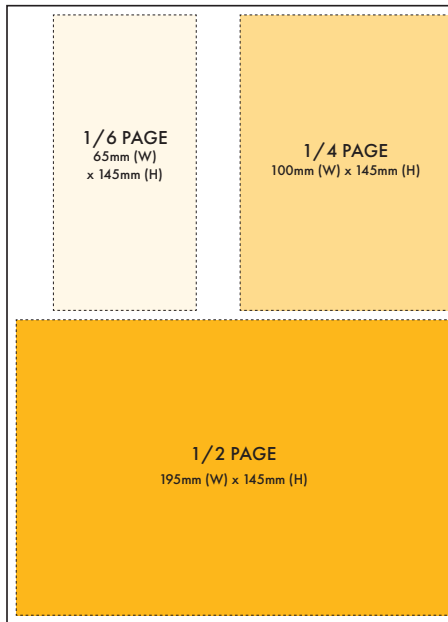 1/6 PAGE
65mm (W)
x 145mm (H)
1/4 PAGE
100mm (W) x 145mm (H)
1/2 PAGE
195mm (W) x 145mm (H)